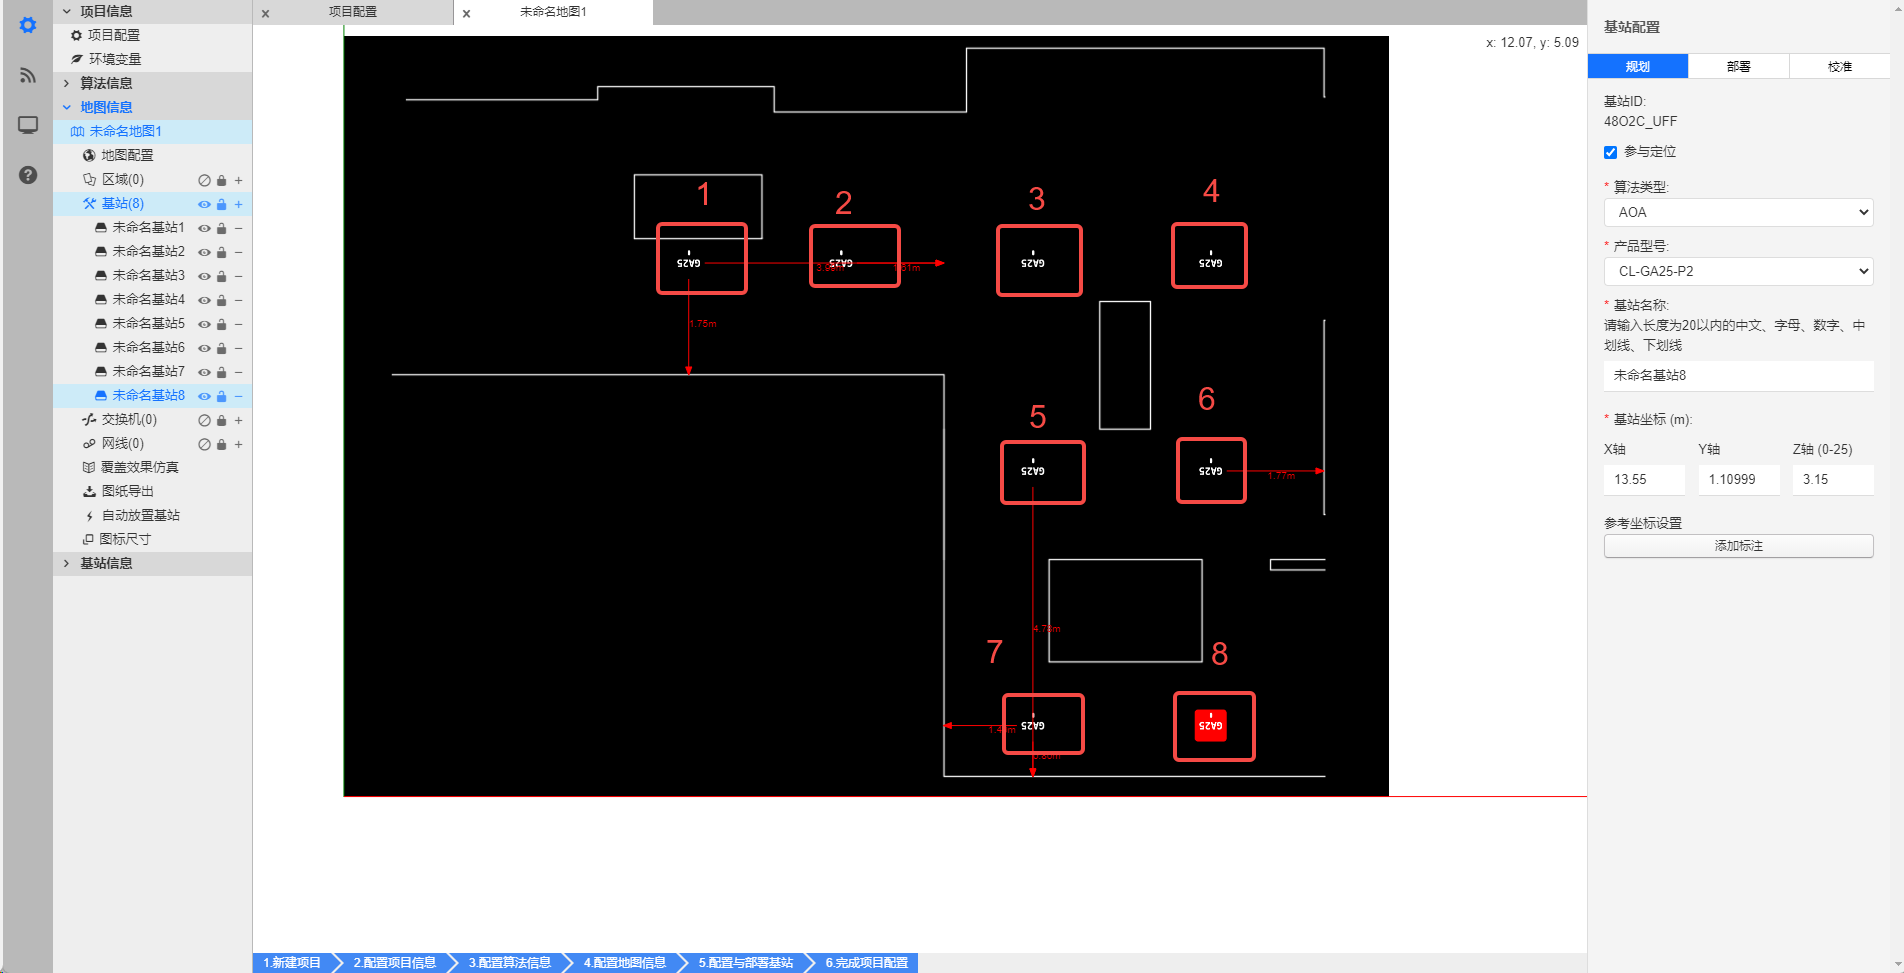 项目信息
项目配置
环境变量
算法信息
地图信息
未命名地图1
地图配置
区域(0)
基站(8)
未命名基站1
未命名基站2
未命名基站3
未命名基站4
未命名基站5
未命名基站6
未命名基站7
未命名基站8
交换机(0)
网线(0)
覆盖效果仿真
图纸导出
自动放置基站
图标尺寸
基站信息
项目配置
未命名地图1
x: 12.07, y: 5.09
1
2
3
4
GA25
GA25
GA25
GA25
1.75m
5
6
GA25
GA25
1.77m
4.78m
7
8
GA25
GA25
1.新建项目
2.配置项目信息
3.配置算法信息
4.配置地图信息
5.配置与部署基站
6.完成项目配置
基站配置
规划 部署 校准
基站ID:
48O2C_UFF
参与定位
* 算法类型:
AOA
* 产品型号:
CL-GA25-P2
* 基站名称:
请输入长度为20以内的中文、字母、数字、中
划线、下划线
未命名基站8
* 基站坐标 (m):
X轴 Y轴 Z轴 (0-25)
13.55 1.10999 3.15
参考坐标设置
添加标注